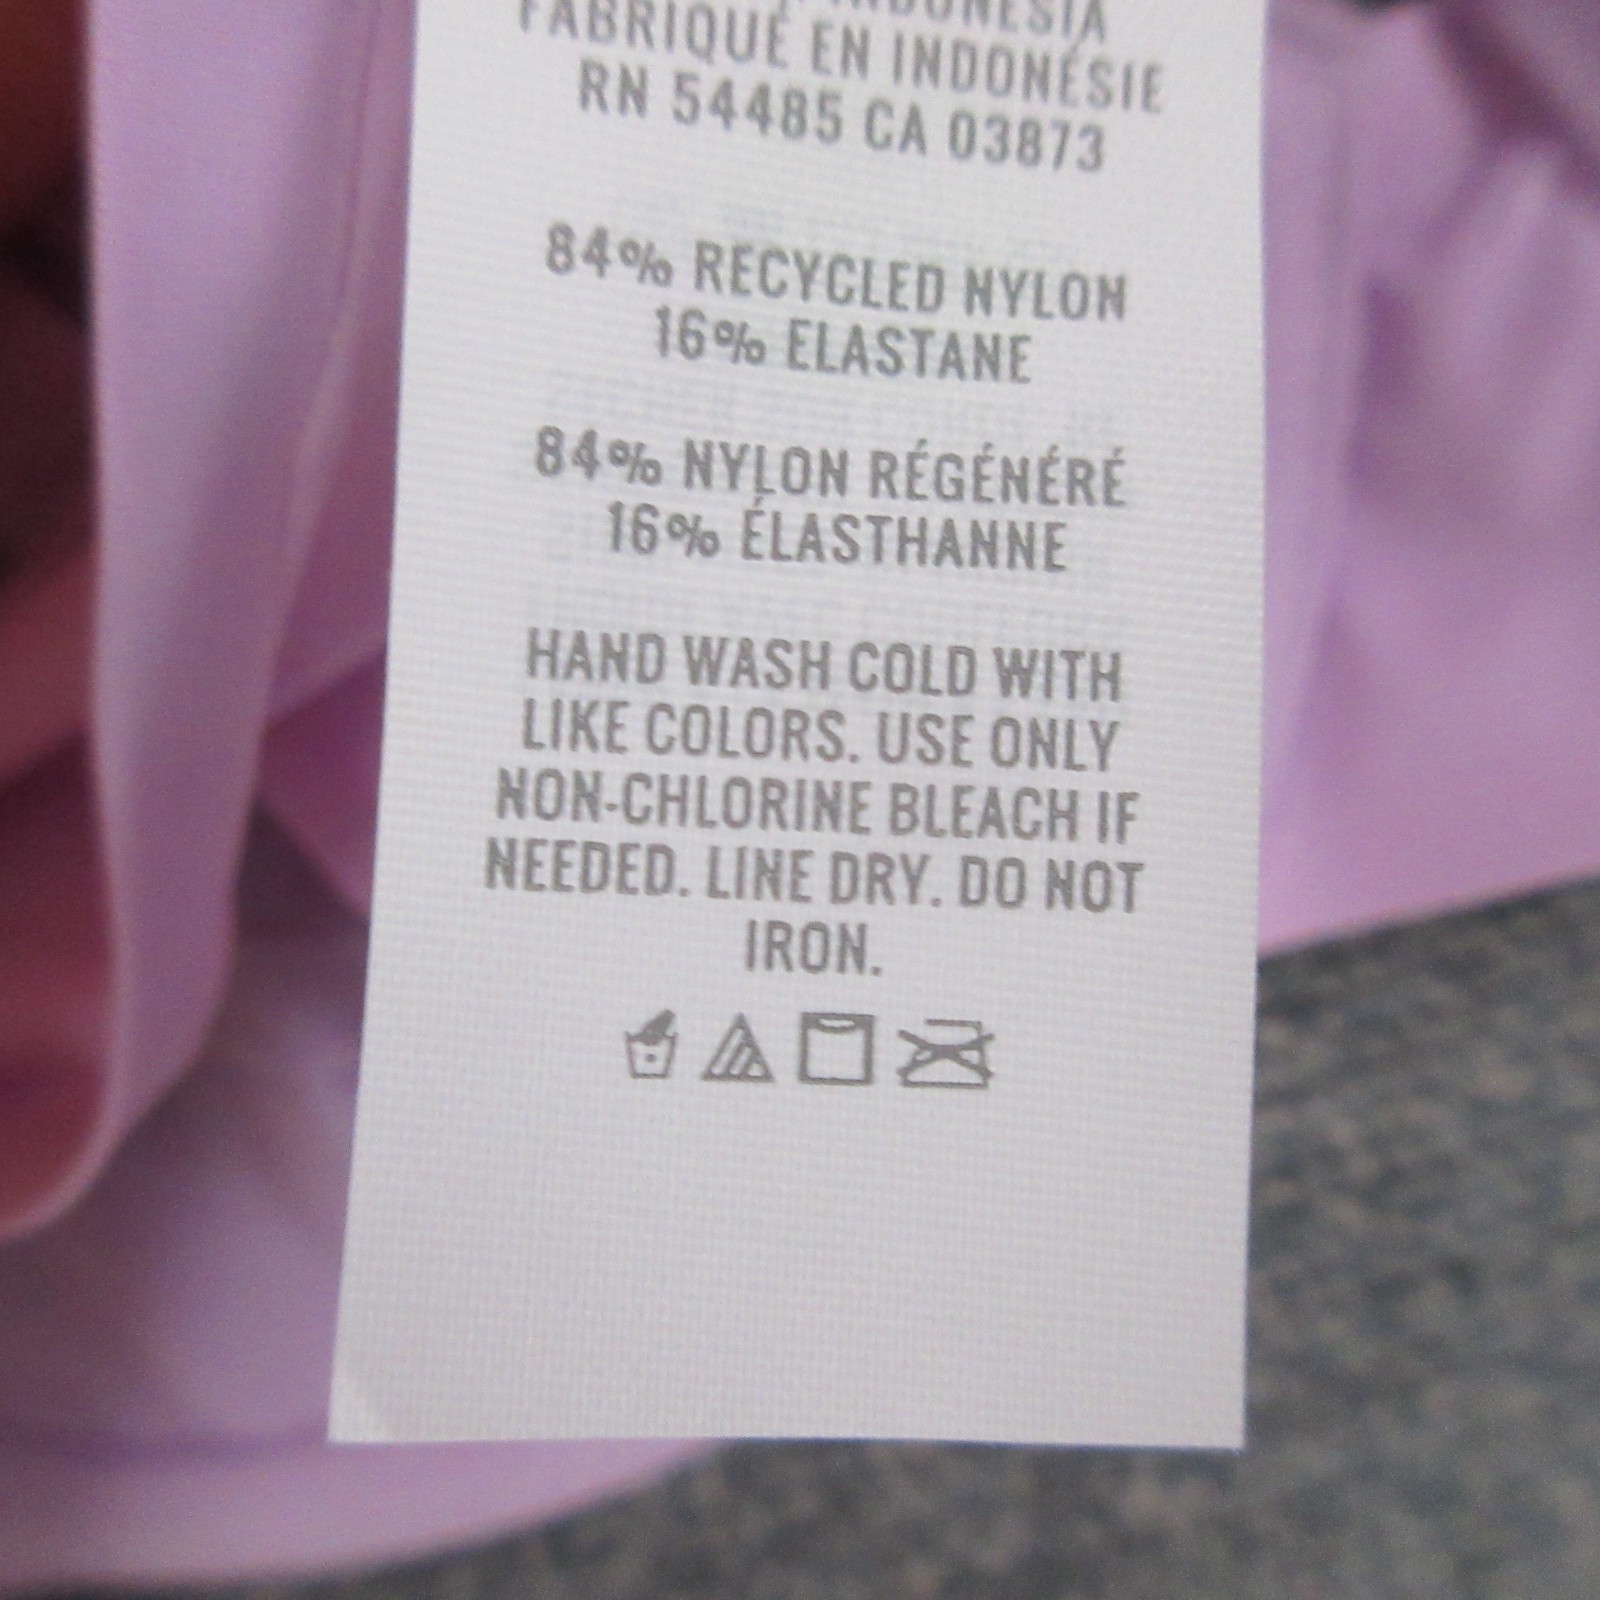 INDONESIA
FABRIQUÉ EN INDONÉSIE
RN 54485 CA 03873
84% RECYCLED NYLON
16% ELASTANE
84% NYLON RÉGÉNÉRÉ
16% ÉLASTHANNE
HAND WASH COLD WITH
LIKE COLORS. USE ONLY
NON-CHLORINE BLEACH IF
NEEDED. LINE DRY. DO NOT
IRON.